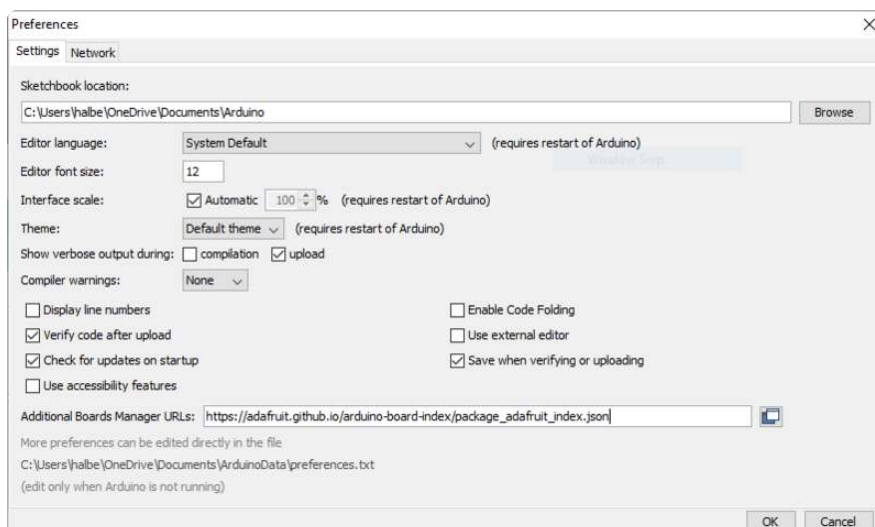 Preferences
Settings Network
Sketchbook location:
C:\Users\halbe\OneDrive\Documents\Arduino Browse
Editor language: System Default (requires restart of Arduino)
Window Snip
Editor font size: 12
Interface scale: Automatic 100 % (requires restart of Arduino)
Theme: Default theme (requires restart of Arduino)
Show verbose output during: compilation upload
Compiler warnings: None
Display line numbers Enable Code Folding
Verify code after upload Use external editor
Check for updates on startup Save when verifying or uploading
Use accessibility features
Additional Boards Manager URLs: https://adafruit.github.io/arduino-board-index/package_adafruit_index.json
More preferences can be edited directly in the file
C:\Users\halbe\OneDrive\Documents\ArduinoData\preferences.txt
(edit only when Arduino is not running)
OK Cancel